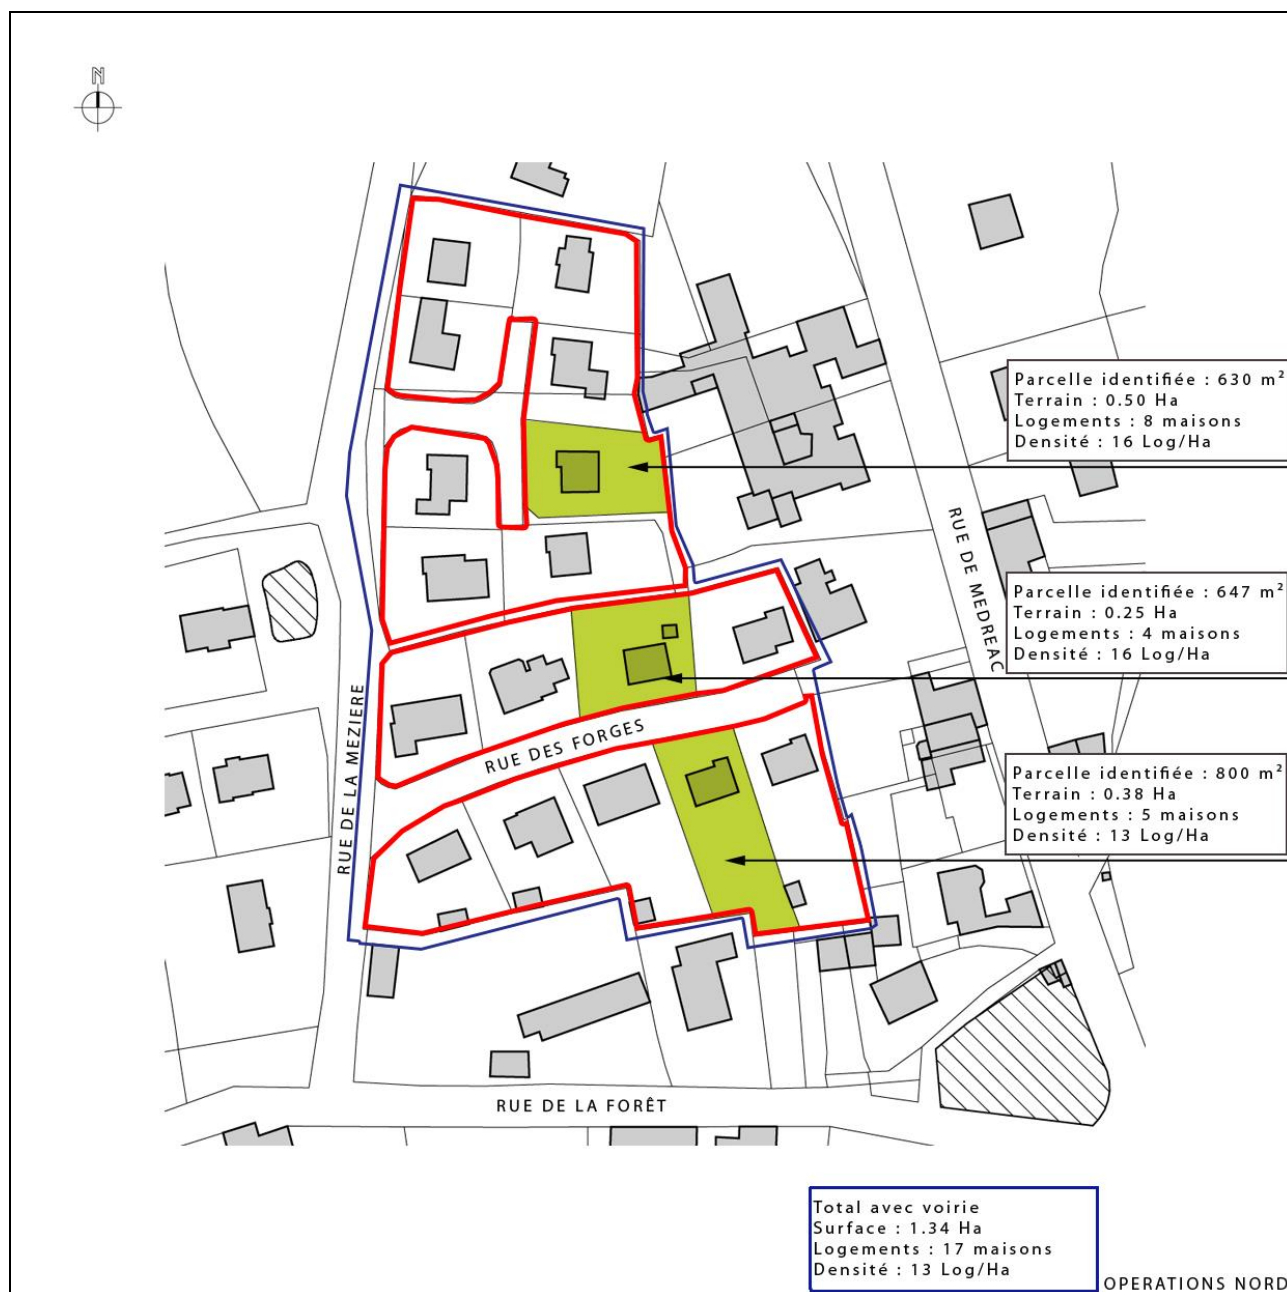 N
Parcelle identifiée : 630 m²
Terrain : 0.50 Ha
Logements : 8 maisons
Densité : 16 Log/Ha
RUE DE MEDREAC
Parcelle identifiée : 647 m²
Terrain : 0.25 Ha
Logements : 4 maisons
Densité : 16 Log/Ha
RUE DE LA MEZIERE
RUE DES FORGES
Parcelle identifiée : 800 m²
Terrain : 0.38 Ha
Logements : 5 maisons
Densité : 13 Log/Ha
RUE DE LA FORÊT
Total avec voirie
Surface : 1.34 Ha
Logements : 17 maisons
Densité : 13 Log/Ha
OPERATIONS NORD